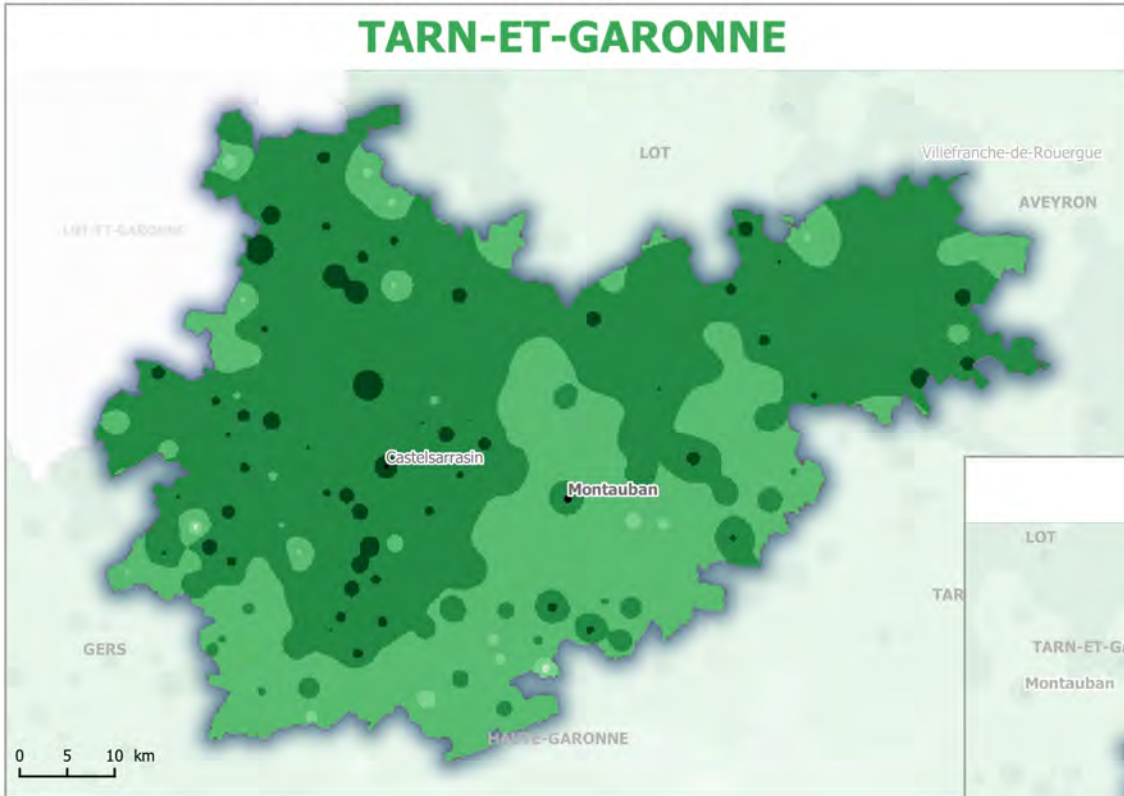 TARN-ET-GARONNE
LOT
Villefranche-de-Rouergue
AVEYRON
LOT-ET-GARONNE
Castelsarrasin
Montauban
LOT
TAR
GERS
TARN-ET-GA
Montauban
HAUTE-GARONNE
0 5 10 km